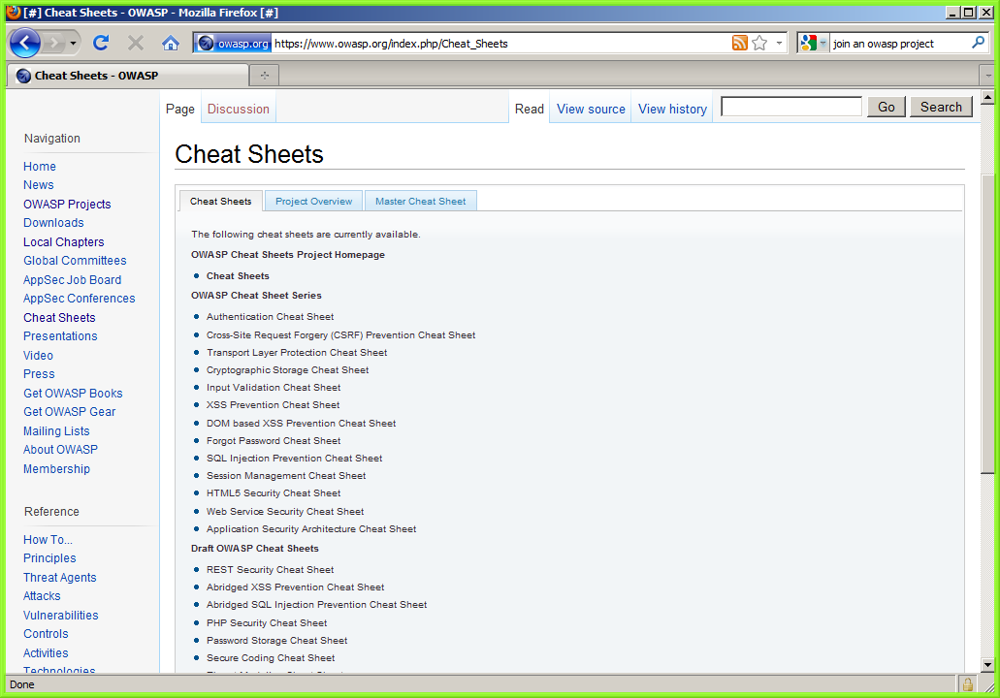 [#] Cheat Sheets - OWASP - Mozilla Firefox [#]
owasp.org https://www.owasp.org/index.php/Cheat_Sheets
join an owasp project
Cheat Sheets - OWASP
Page Discussion Read View source View history Go Search
Navigation
Home
News
OWASP Projects
Downloads
Local Chapters
Global Committees
AppSec Job Board
AppSec Conferences
Cheat Sheets
Presentations
Video
Press
Get OWASP Books
Get OWASP Gear
Mailing Lists
About OWASP
Membership
Reference
How To...
Principles
Threat Agents
Attacks
Vulnerabilities
Controls
Activities
Technologies
Cheat Sheets
Cheat Sheets Project Overview Master Cheat Sheet
The following cheat sheets are currently available.
OWASP Cheat Sheets Project Homepage
Cheat Sheets
OWASP Cheat Sheet Series
Authentication Cheat Sheet
Cross-Site Request Forgery (CSRF) Prevention Cheat Sheet
Transport Layer Protection Cheat Sheet
Cryptographic Storage Cheat Sheet
Input Validation Cheat Sheet
XSS Prevention Cheat Sheet
DOM based XSS Prevention Cheat Sheet
Forgot Password Cheat Sheet
SQL Injection Prevention Cheat Sheet
Session Management Cheat Sheet
HTML5 Security Cheat Sheet
Web Service Security Cheat Sheet
Application Security Architecture Cheat Sheet
Draft OWASP Cheat Sheets
REST Security Cheat Sheet
Abridged XSS Prevention Cheat Sheet
Abridged SQL Injection Prevention Cheat Sheet
PHP Security Cheat Sheet
Password Storage Cheat Sheet
Secure Coding Cheat Sheet
Done